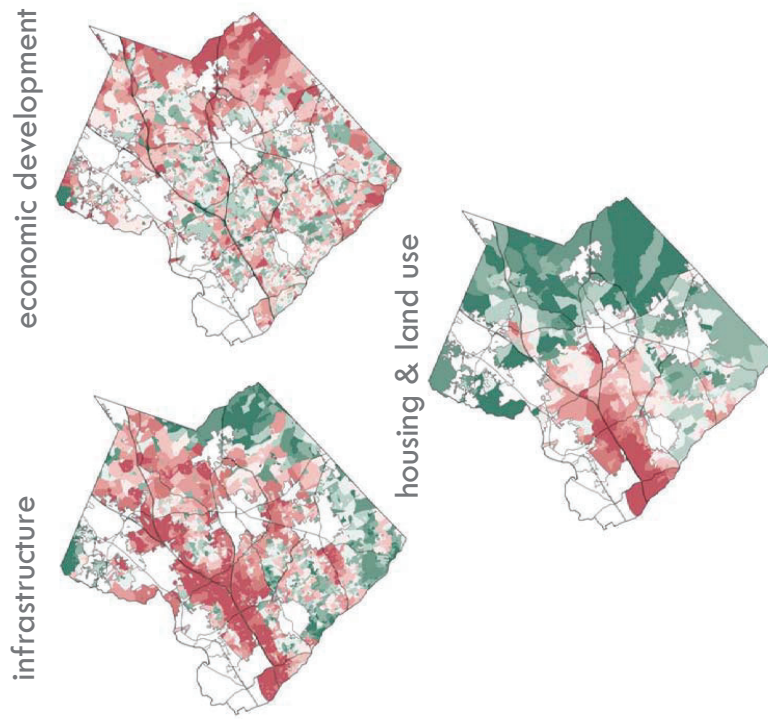 economic development
infrastructure
housing & land use